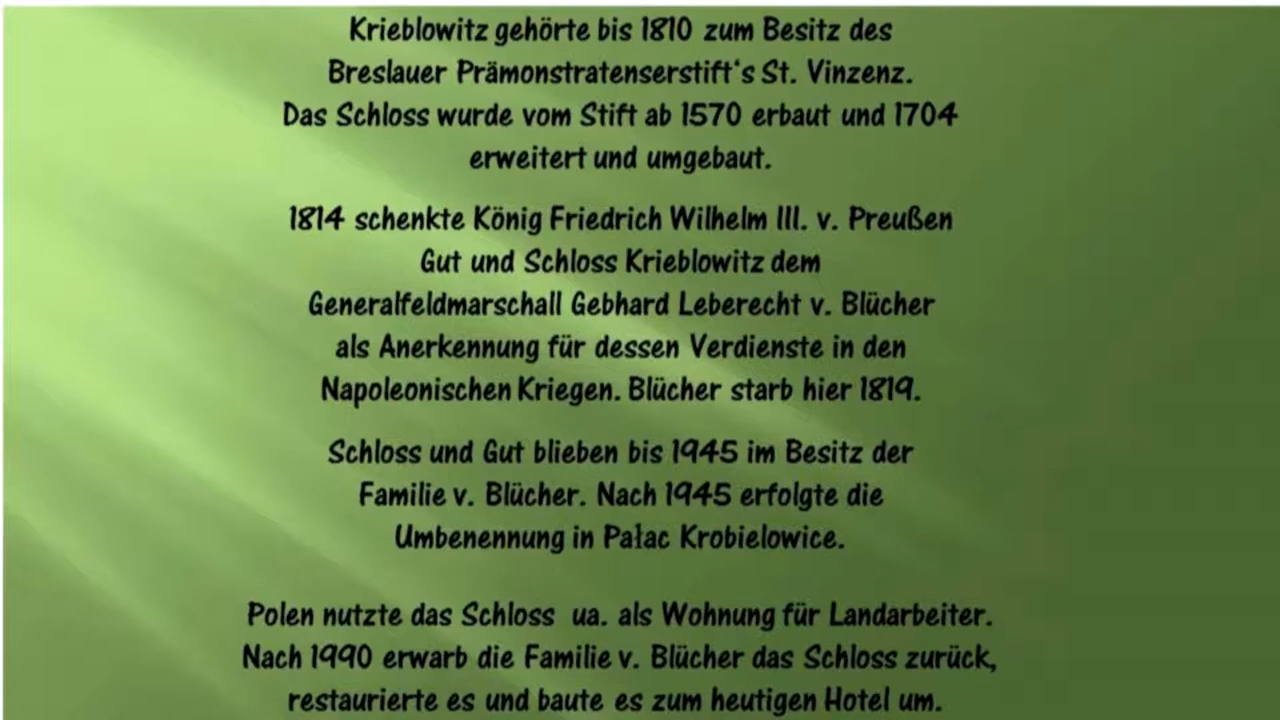 Krieblowitz gehörte bis 1810 zum Besitz des
Breslauer Prämonstratenserstift‘s St. Vinzenz.
Das Schloss wurde vom Stift ab 1570 erbaut und 1704
erweitert und umgebaut.
1814 schenkte König Friedrich Wilhelm III. v. Preußen
Gut und Schloss Krieblowitz dem
Generalfeldmarschall Gebhard Leberecht v. Blücher
als Anerkennung für dessen Verdienste in den
Napoleonischen Kriegen. Blücher starb hier 1819.
Schloss und Gut blieben bis 1945 im Besitz der
Familie v. Blücher. Nach 1945 erfolgte die
Umbenennung in Pałac Krobielowice.
Polen nutzte das Schloss ua. als Wohnung für Landarbeiter.
Nach 1990 erwarb die Familie v. Blücher das Schloss zurück,
restaurierte es und baute es zum heutigen Hotel um.